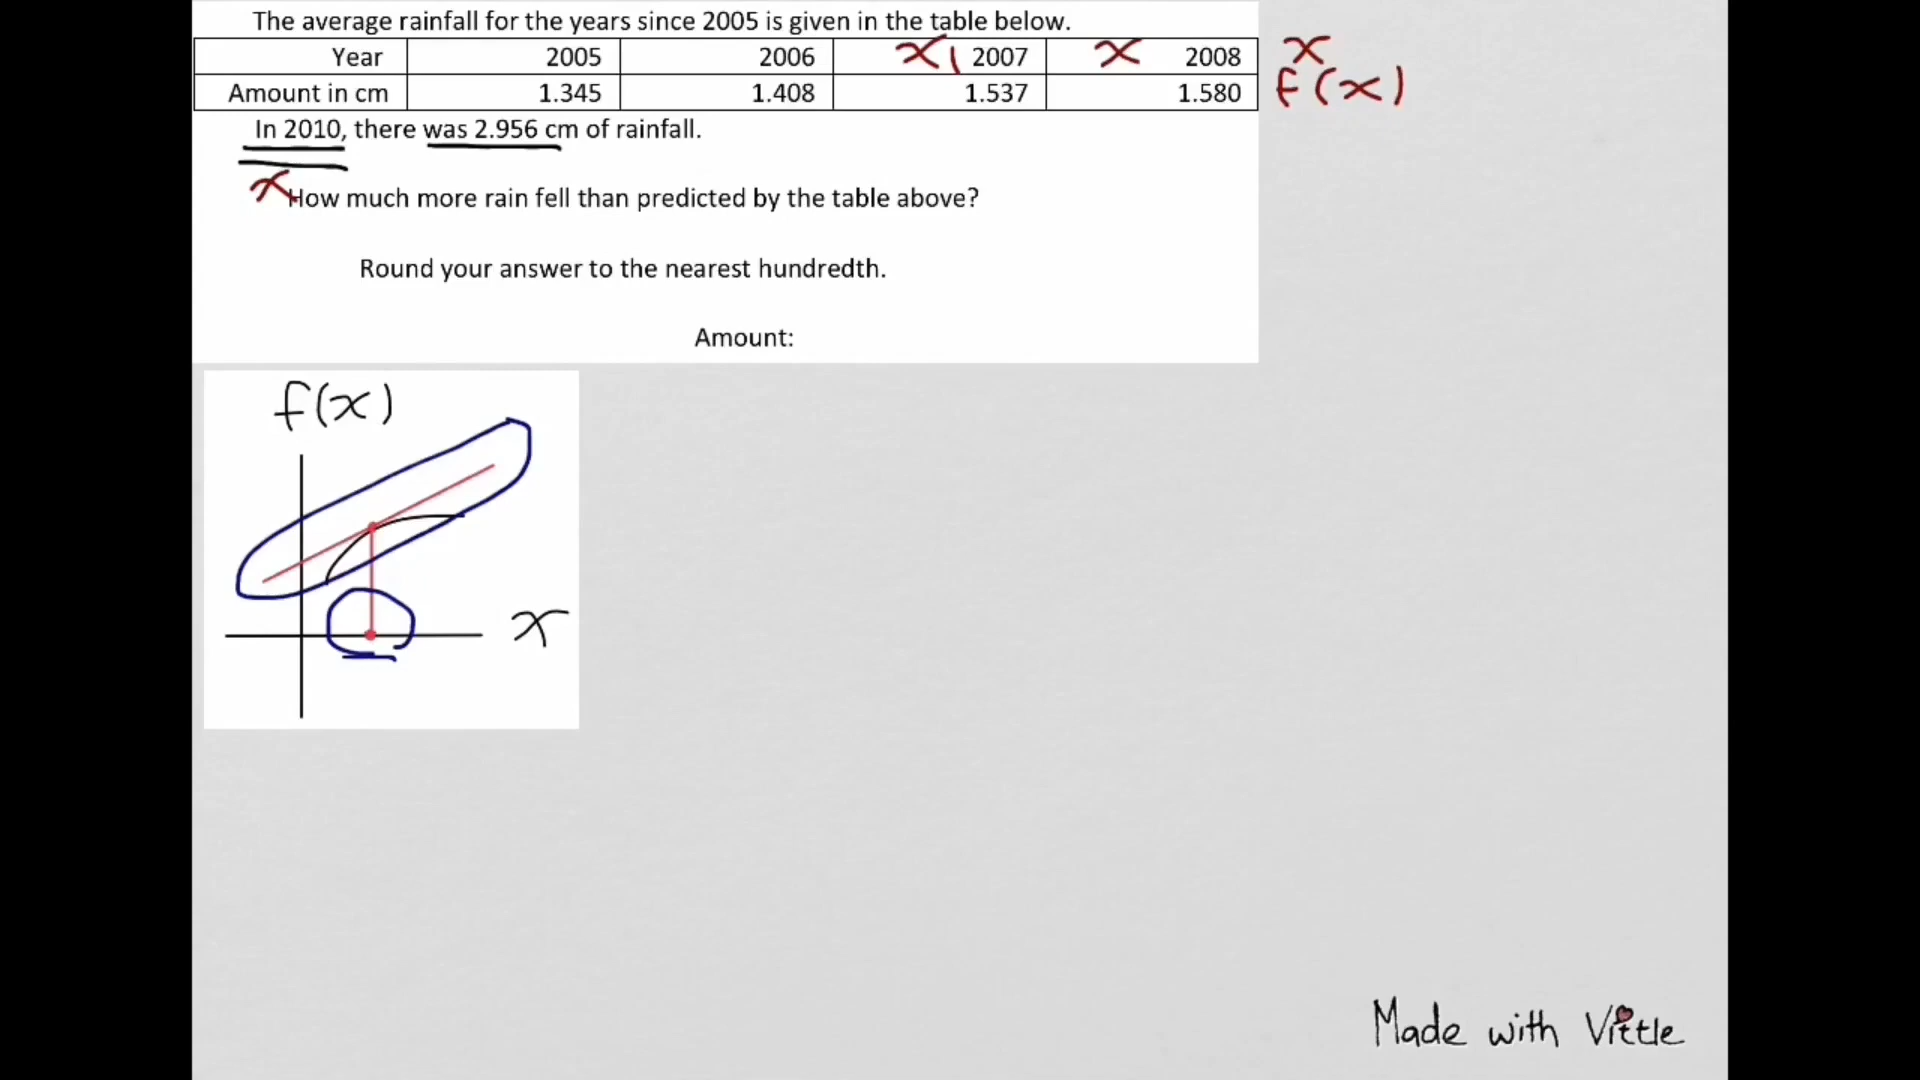 The average rainfall for the years since 2005 is given in the table below.
Year 2005 2006 x1 2007 x 2008 x
Amount in cm 1.345 1.408 1.537 1.580 f(x)
In 2010, there was 2.956 cm of rainfall.
x
How much more rain fell than predicted by the table above?
Round your answer to the nearest hundredth.
Amount:
f(x)
x
Made with Vittle